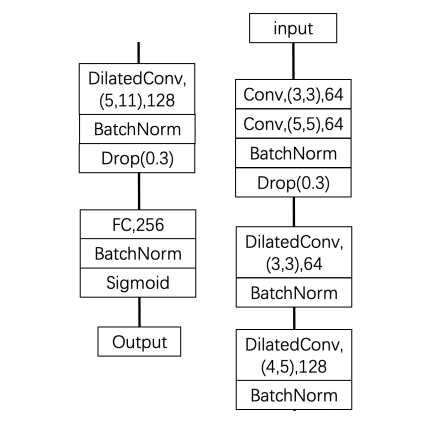 input
Conv,(3,3),64
Conv,(5,5),64
BatchNorm
Drop(0.3)
DilatedConv,
(3,3),64
BatchNorm
DilatedConv,
(4,5),128
BatchNorm
DilatedConv,
(5,11),128
BatchNorm
Drop(0.3)
FC,256
BatchNorm
Sigmoid
Output